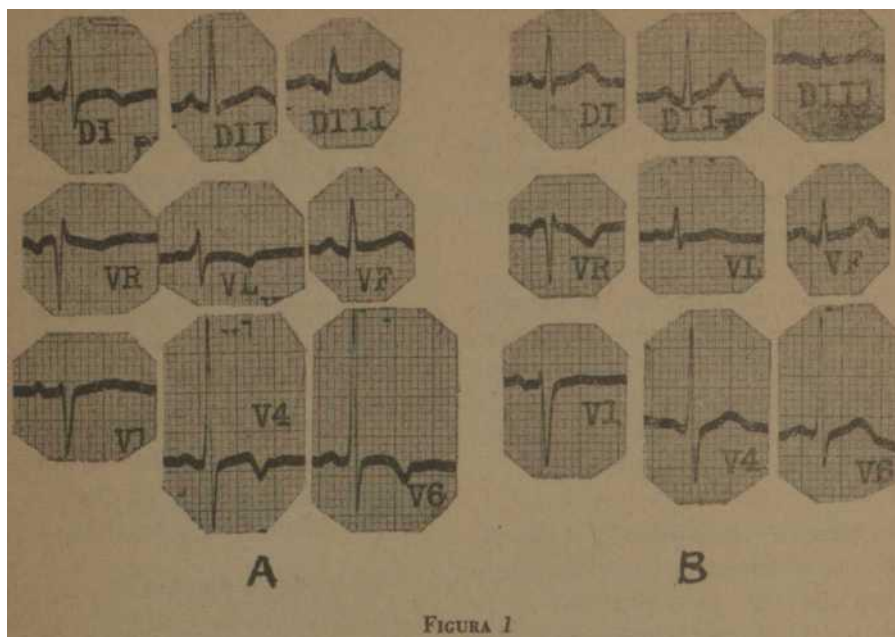 DI DII DIII
DI DII DIII
VR VL VF
VR VL VF
V1 V4 V6
V1 V4 V6
A B
FIGURA 1